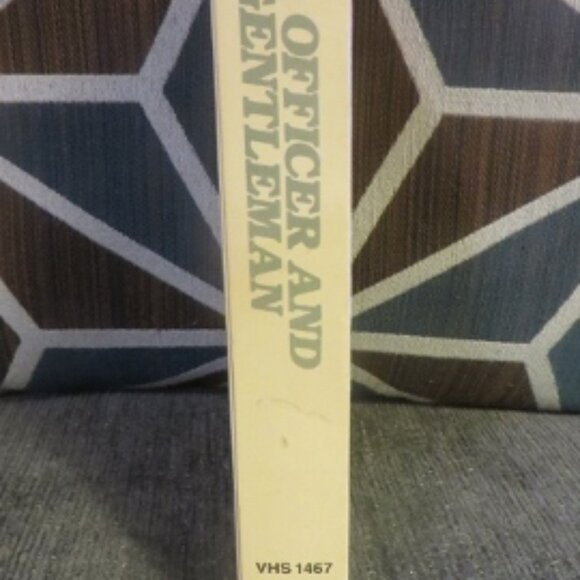 OFFICER AND
GENTLEMAN
VHS 1467